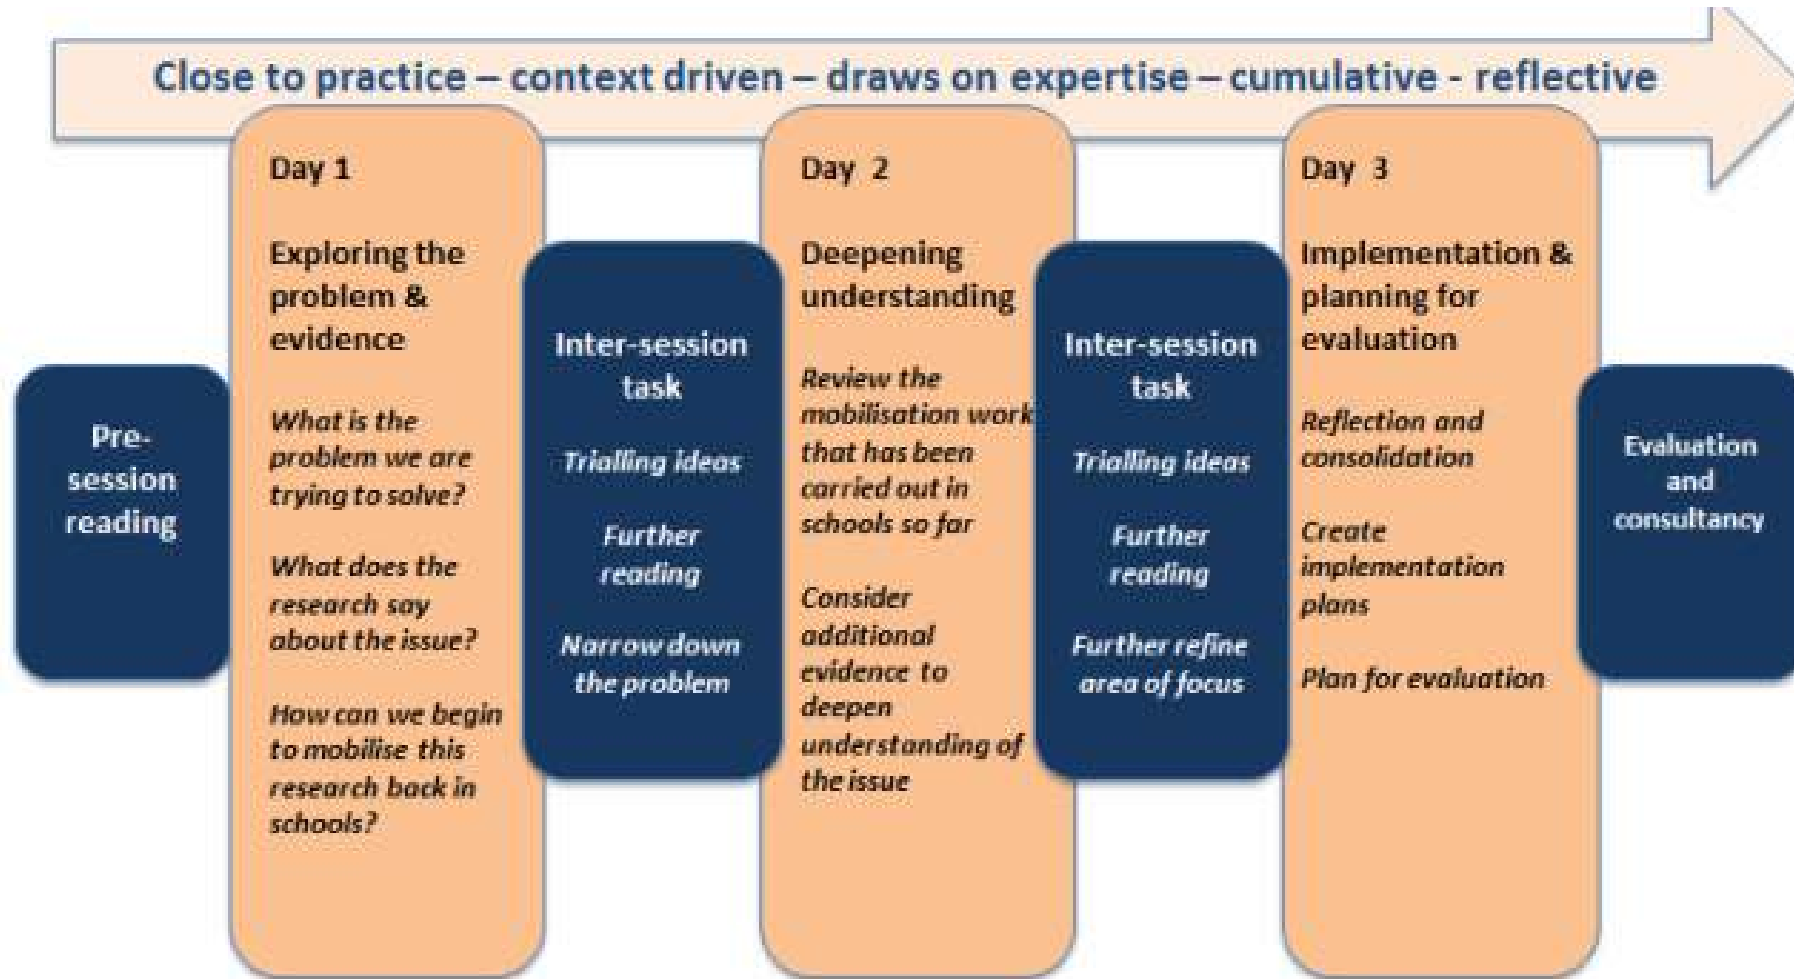 Close to practice – context driven – draws on expertise – cumulative - reflective
Pre-
session
reading
Day 1
Exploring the
problem &
evidence
What is the
problem we are
trying to solve?
What does the
research say
about the issue?
How can we begin
to mobilise this
research back in
schools?
Inter-session
task
Trialling ideas
Further
reading
Narrow down
the problem
Day 2
Deepening
understanding
Review the
mobilisation work
that has been
carried out in
schools so far
Consider
additional
evidence to
deepen
understanding of
the issue
Inter-session
task
Trialling ideas
Further
reading
Further refine
area of focus
Day 3
Implementation &
planning for
evaluation
Reflection and
consolidation
Create
implementation
plans
Plan for evaluation
Evaluation
and
consultancy